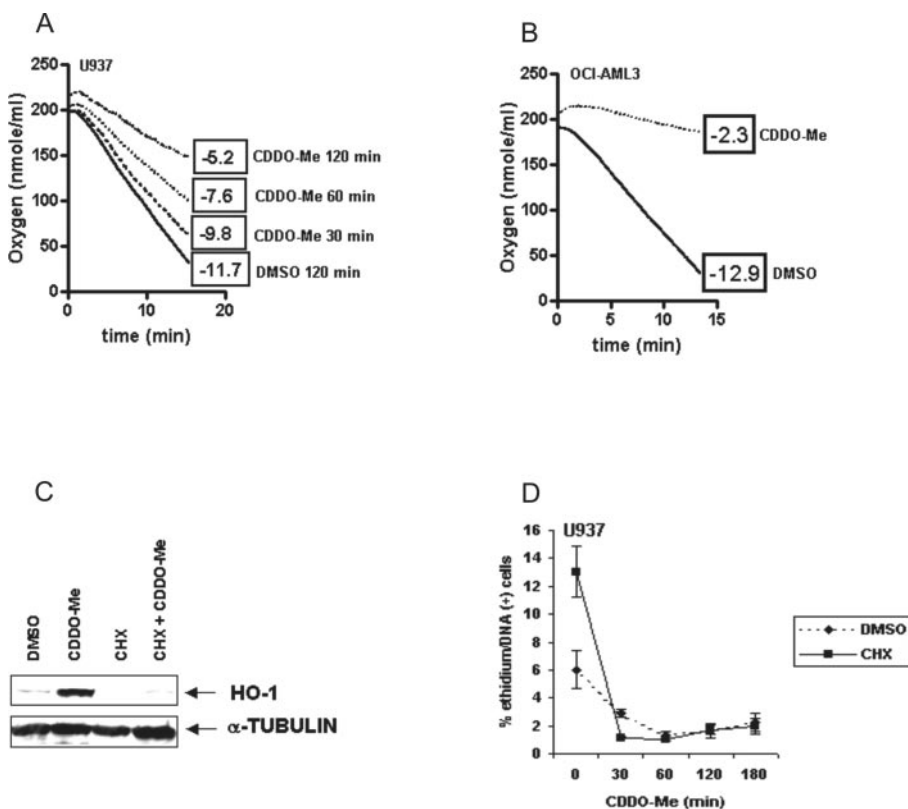 A
U937
Oxygen (nmole/ml)
250
200
150
100
50
0
0
10
20
time (min)
-5.2 CDDO-Me 120 min
-7.6 CDDO-Me 60 min
-9.8 CDDO-Me 30 min
-11.7 DMSO 120 min
B
OCI-AML3
Oxygen (nmole/ml)
250
200
150
100
50
0
0
5
10
15
time (min)
-2.3 CDDO-Me
-12.9 DMSO
C
DMSO
CDDO-Me
CHX
CHX + CDDO-Me
HO-1
α-TUBULIN
D
U937
% ethidium/DNA (+) cells
16
14
12
10
8
6
4
2
0
0
30
60
120
180
CDDO-Me (min)
DMSO
CHX